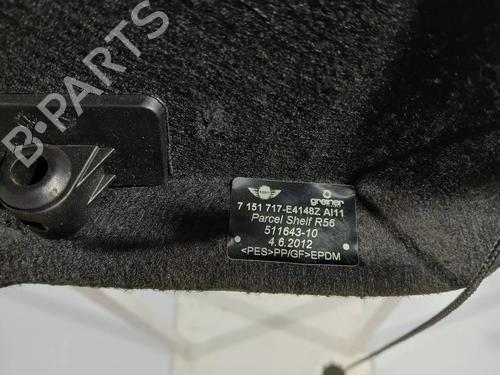 B-PARTS
greiner
7 151 717-E4148Z AI11
Parcel Shelf R56
511643-10
4.6.2012
<PES>PP/GF>EPDM